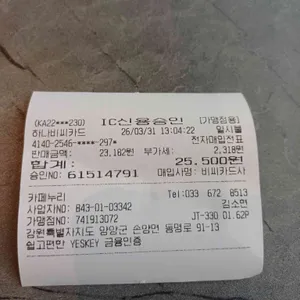 (KA22***230) IC신용승인 [가맹점용]
하나비씨카드 26/03/31 13:04:22
4140-2546-****-297* 일시불
전자매입전표
판매금액: 23,182원 부가세: 2,318원
합계: 25,500원
승인NO: 61514791 매입사명: 비씨카드사
카페누리 Tel:033 672 8513
사업자NO: 843-01-03342 김소현
가맹NO: 741913072 JT-330 01.62P
강원특별자치도 양양군 손양면 동명로 91-13
쉽고편한 YESKEY 금융인증